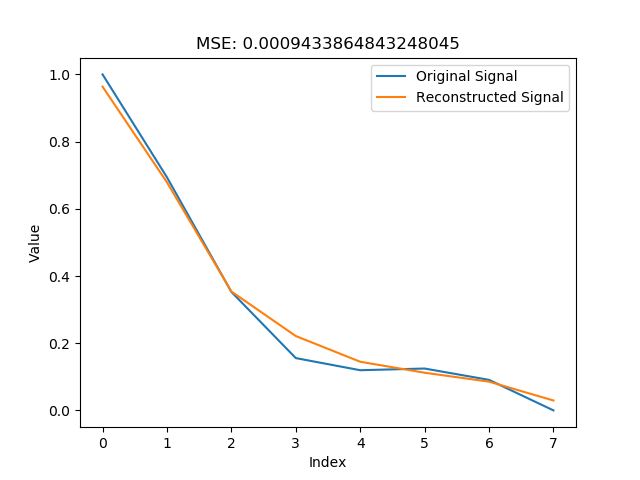 MSE: 0.0009433864843248045
Original Signal
Reconstructed Signal
1.0
0.8
0.6
0.4
0.2
0.0
Value
0 1 2 3 4 5 6 7
Index